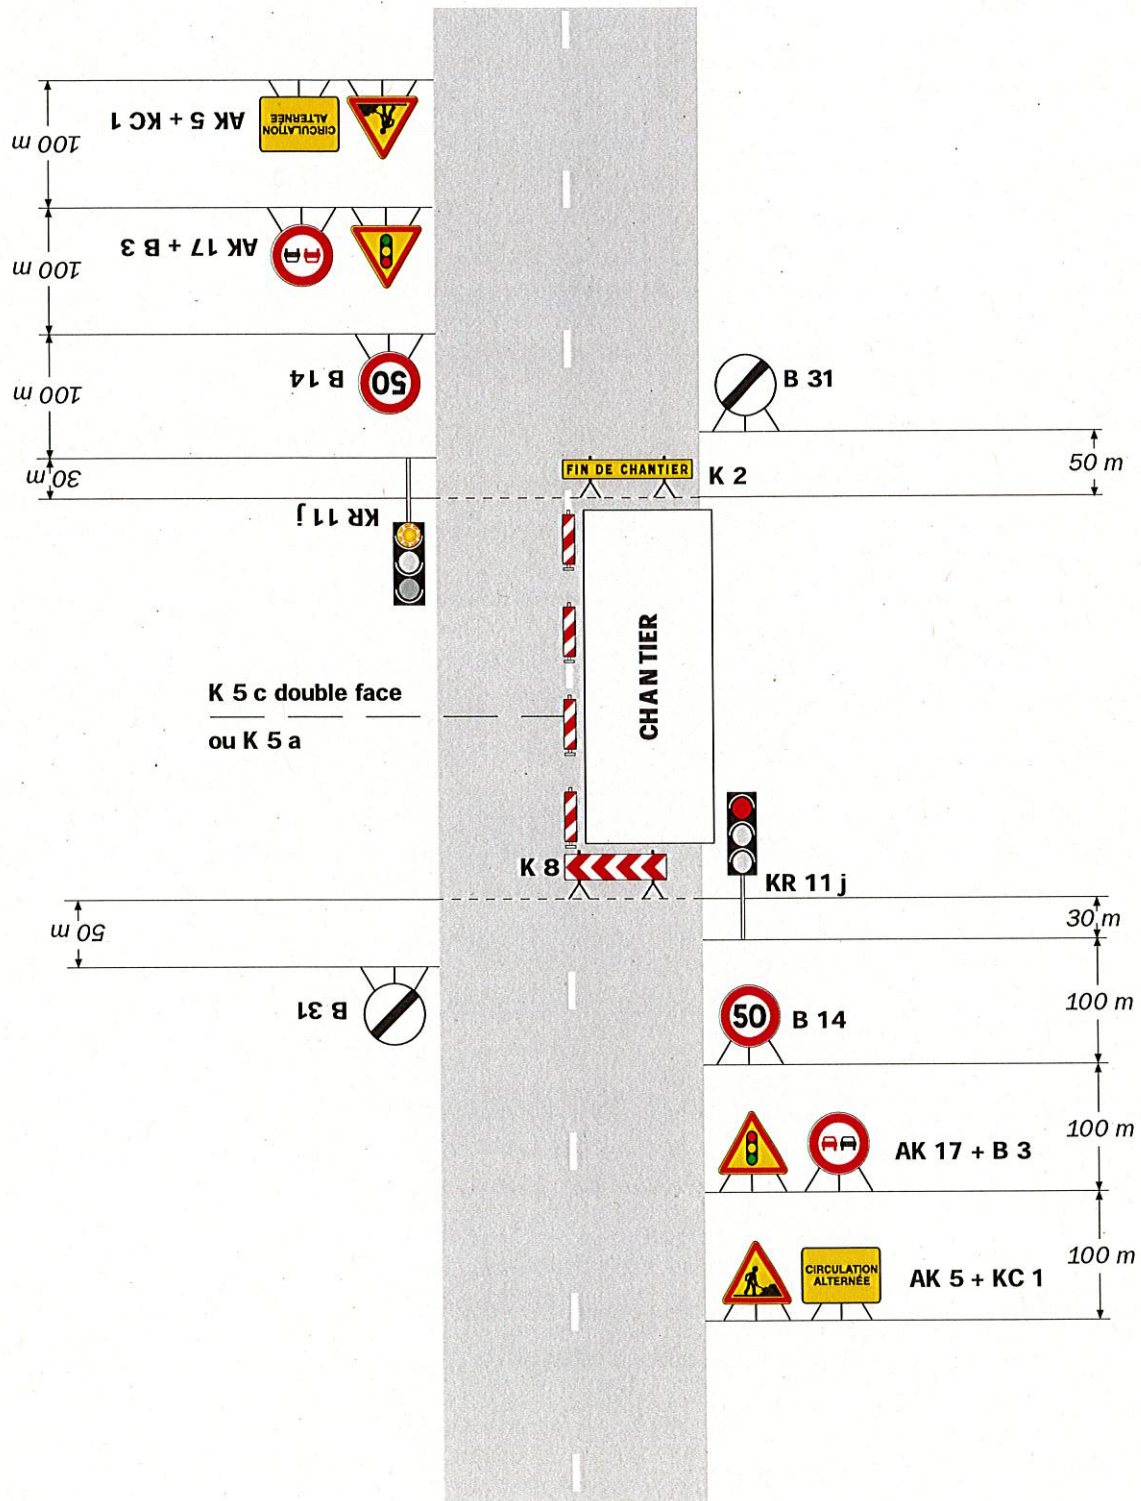 100 m
AK 5 + KC 1
CIRCULATION
ALTERNÉE
100 m
AK 17 + B 3
100 m
B 14
50
B 31
30 m
KR 11 j
FIN DE CHANTIER
K 2
50 m
CHANTIER
K 5 c double face
ou K 5 a
K 8
KR 11 j
50 m
30 m
B 31
50
B 14
100 m
AK 17 + B 3
100 m
CIRCULATION
ALTERNÉE
AK 5 + KC 1
100 m